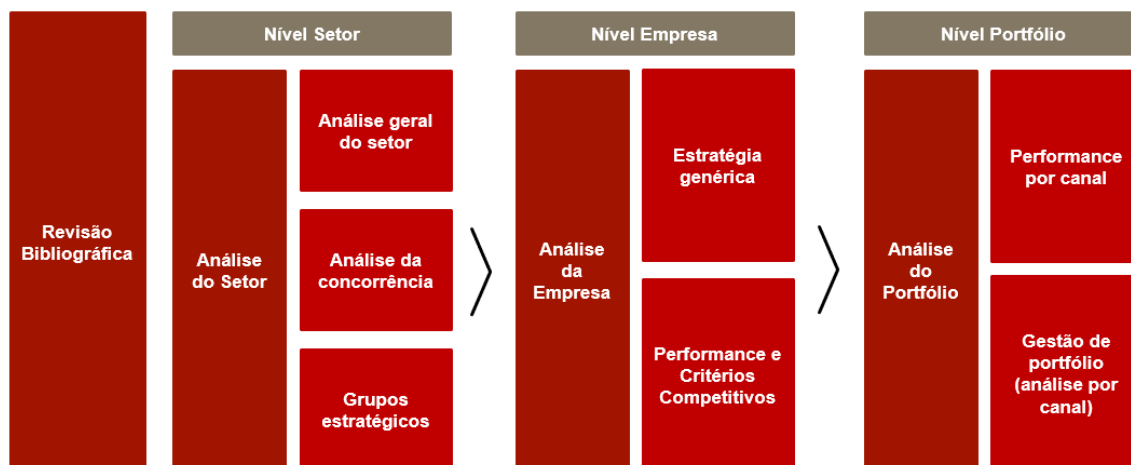 Revisão
Bibliográfica
Nível Setor
Análise
do Setor
Análise geral
do setor
Análise da
concorrência
Grupos
estratégicos
Nível Empresa
Análise
da
Empresa
Estratégia
genérica
Performance e
Critérios
Competitivos
Nível Portfólio
Análise
do
Portfólio
Performance
por canal
Gestão de
portfólio
(análise por
canal)